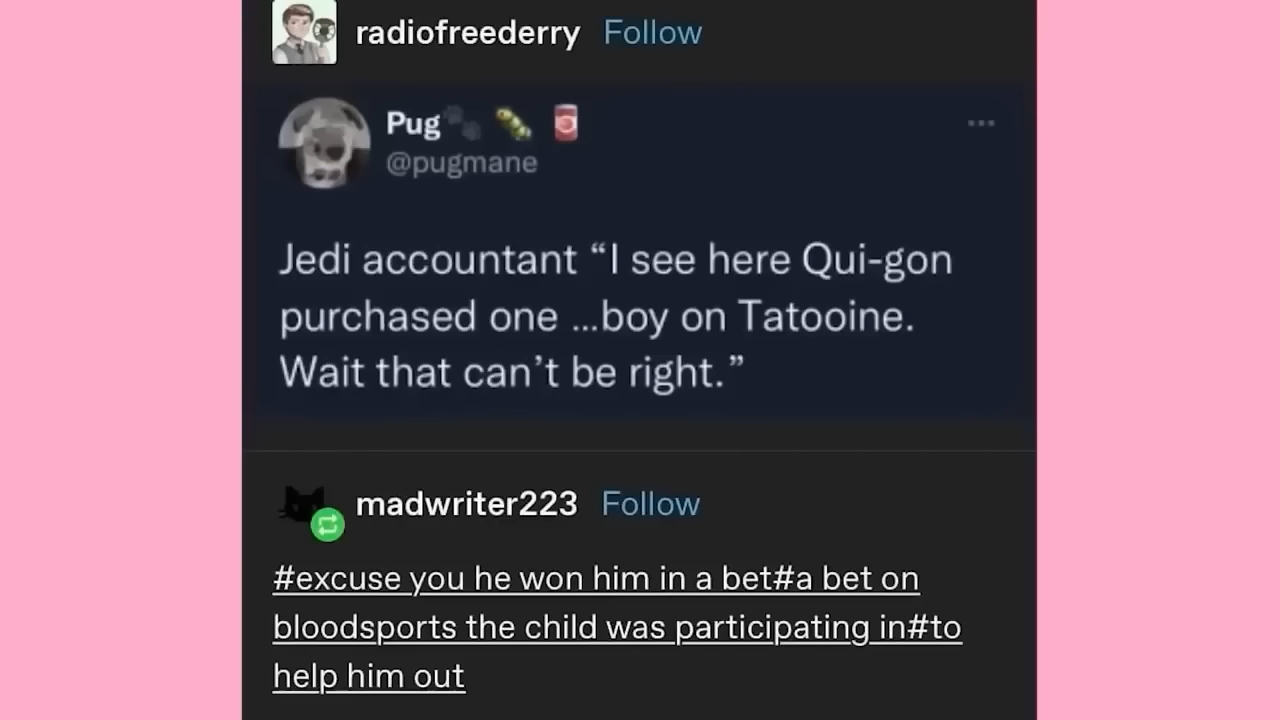 radiofreederry Follow
Pug
@pugmane
Jedi accountant “I see here Qui-gon
purchased one ...boy on Tatooine.
Wait that can’t be right.”
madwriter223 Follow
#excuse you he won him in a bet#a bet on
bloodsports the child was participating in#to
help him out